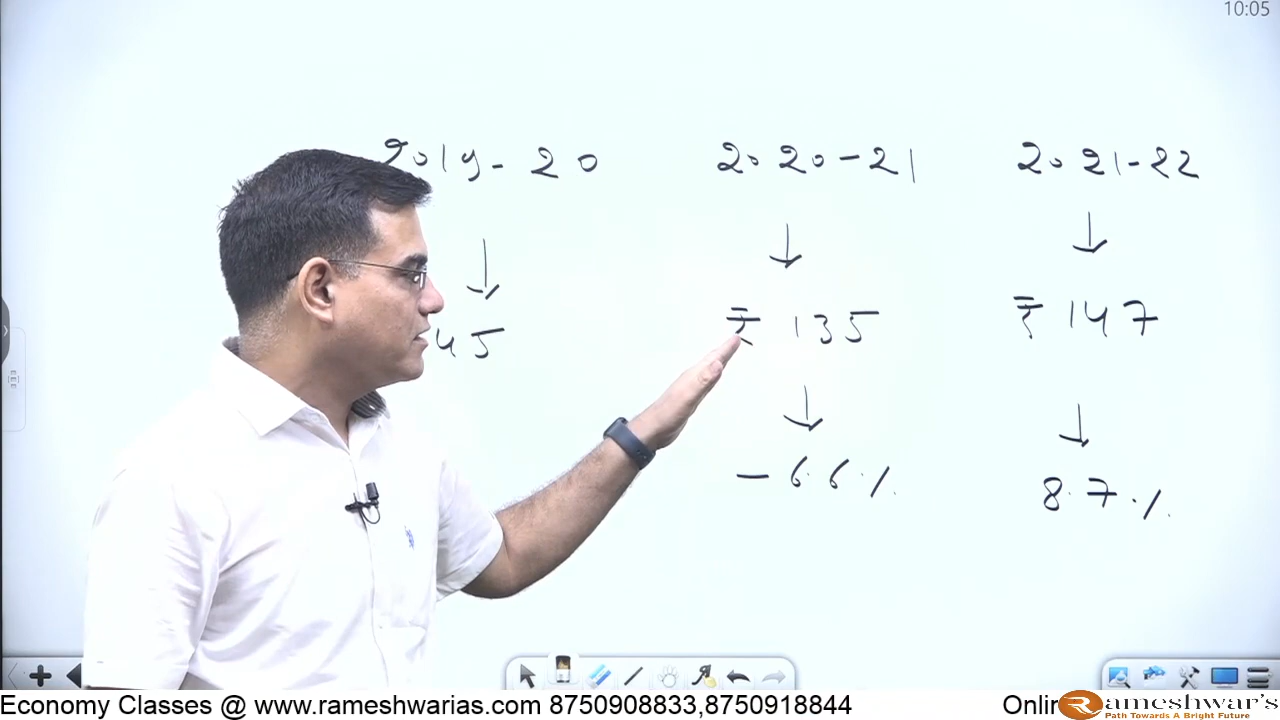 10:05
2019-20 2020-21 2021-22
45 ₹ 135 ₹ 147
-6.6% 8.7%
Economy Classes @ www.rameshwarias.com 8750908833,8750918844 Onlin
Rameshwar's
Path Towards A Bright Future